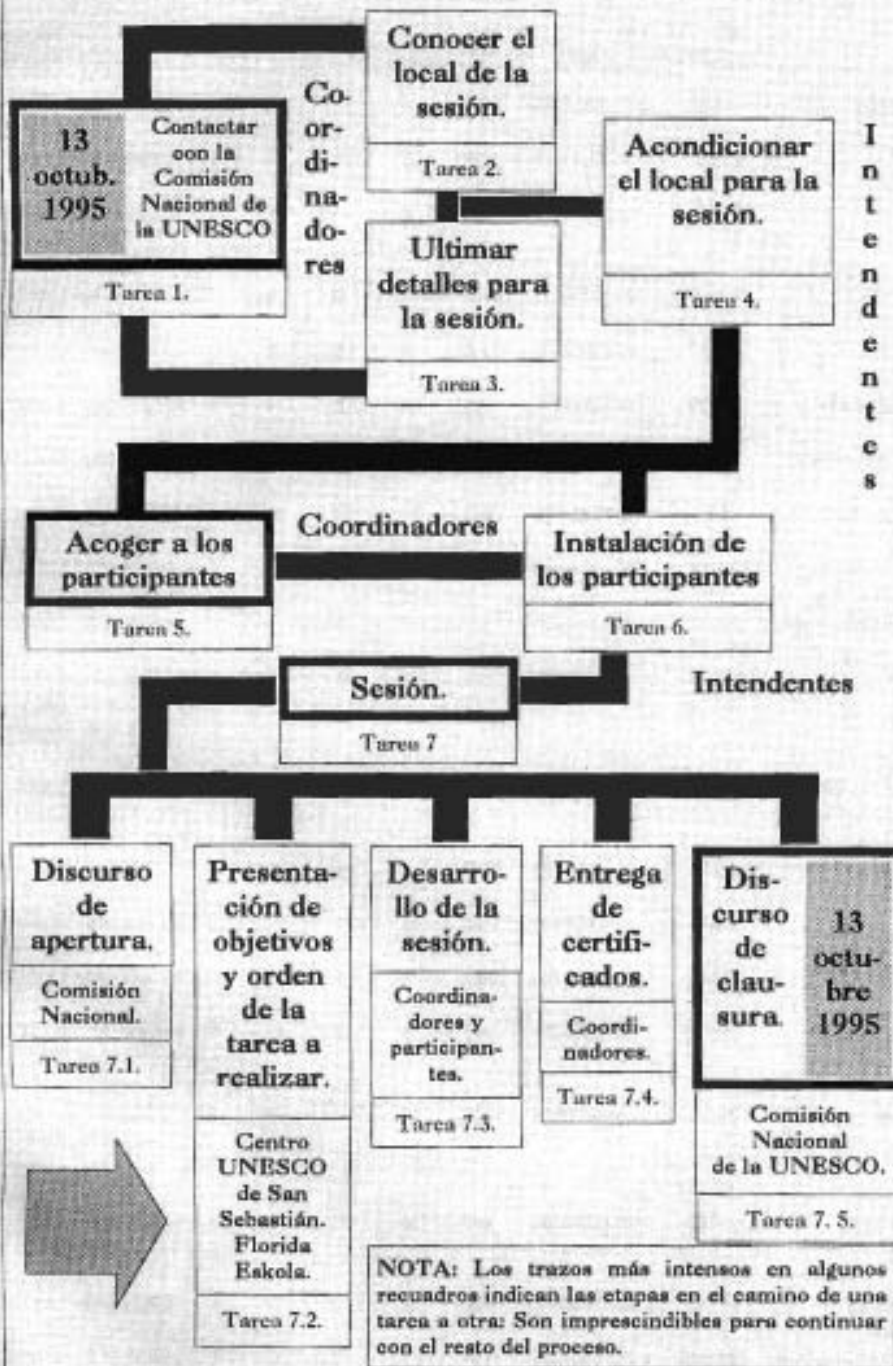 Conocer el
local de la
sesión.
Tarea 2.
13
octub.
1995
Contactar
con la
Comisión
Nacional de
la UNESCO
Tarea 1.
Co-
or-
di-
na-
do-
res
Ultimar
detalles para
la sesión.
Tarea 3.
Acondicionar
el local para la
sesión.
Tarea 4.
I
n
t
e
n
d
e
n
t
e
s
Acoger a los
participantes
Tarea 5.
Coordinadores
Instalación de
los participantes
Tarea 6.
Sesión.
Tarea 7
Intendentes
Discurso
de
apertura.
Comisión
Nacional.
Tarea 7.1.
Presenta-
ción de
objetivos
y orden
de la
tarea a
realizar.
Centro
UNESCO
de San
Sebastián.
Florida
Eskola.
Tarea 7.2.
Desarro-
llo de la
sesión.
Coordina-
dores y
participan-
tes.
Tarea 7.3.
Entrega
de
certifi-
cados.
Coordi-
nadores.
Tarea 7.4.
Dis-
curso
de
clau-
sura.
13
octu-
bre
1995
Comisión
Nacional
de la UNESCO.
Tarea 7. 5.
NOTA: Los trazos más intensos en algunos
recuadros indican las etapas en el camino de una
tarea a otra: Son imprescindibles para continuar
con el resto del proceso.